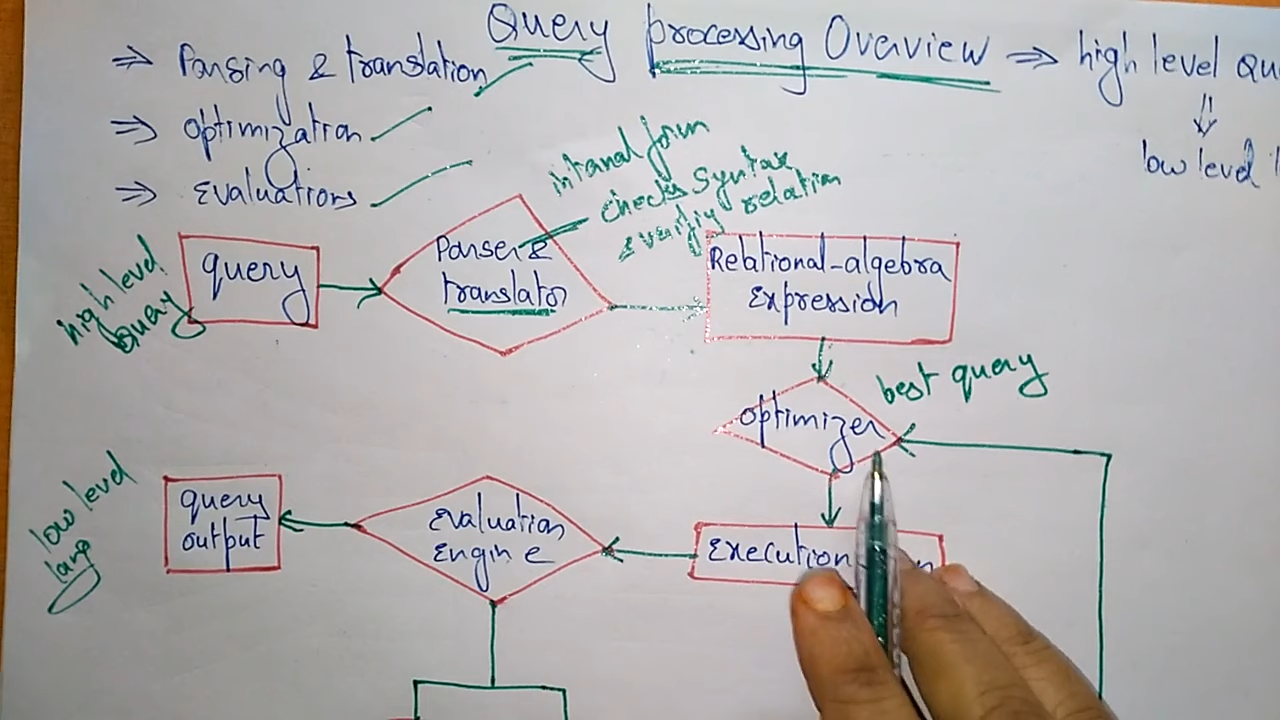 Query processing Overview ⇒ high level Qu
⇒ Parsing & translation
⇓
⇒ optimization
low level
⇒ Evaluations
internal form
checks syntax
& verify relation
high level
Query
query
Parser &
translator
Relational-algebra
Expression
best query
optimizer
low level
lang
query
output
Evaluation
Engine
Execution